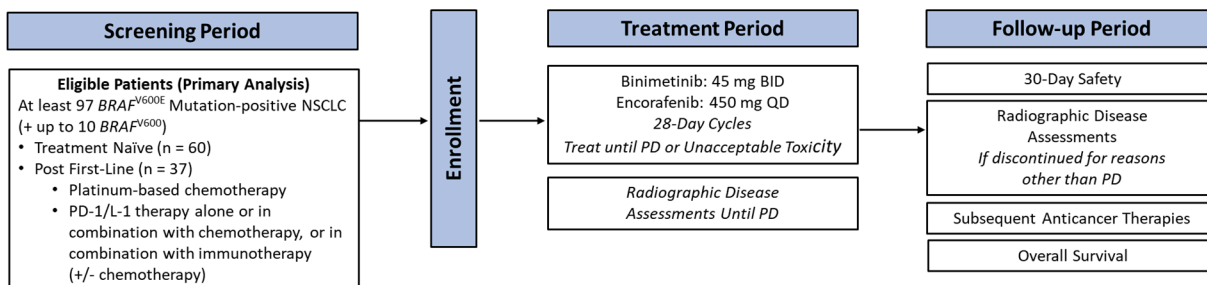 Screening Period
Eligible Patients (Primary Analysis)
At least 97 BRAF^V600E Mutation-positive NSCLC
(+ up to 10 BRAF^V600)
• Treatment Naïve (n = 60)
• Post First-Line (n = 37)
• Platinum-based chemotherapy
• PD-1/L-1 therapy alone or in
combination with chemotherapy, or in
combination with immunotherapy
(+/- chemotherapy)
Enrollment
Treatment Period
Binimetinib: 45 mg BID
Encorafenib: 450 mg QD
28-Day Cycles
Treat until PD or Unacceptable Toxicity
Radiographic Disease
Assessments Until PD
Follow-up Period
30-Day Safety
Radiographic Disease
Assessments
If discontinued for reasons
other than PD
Subsequent Anticancer Therapies
Overall Survival